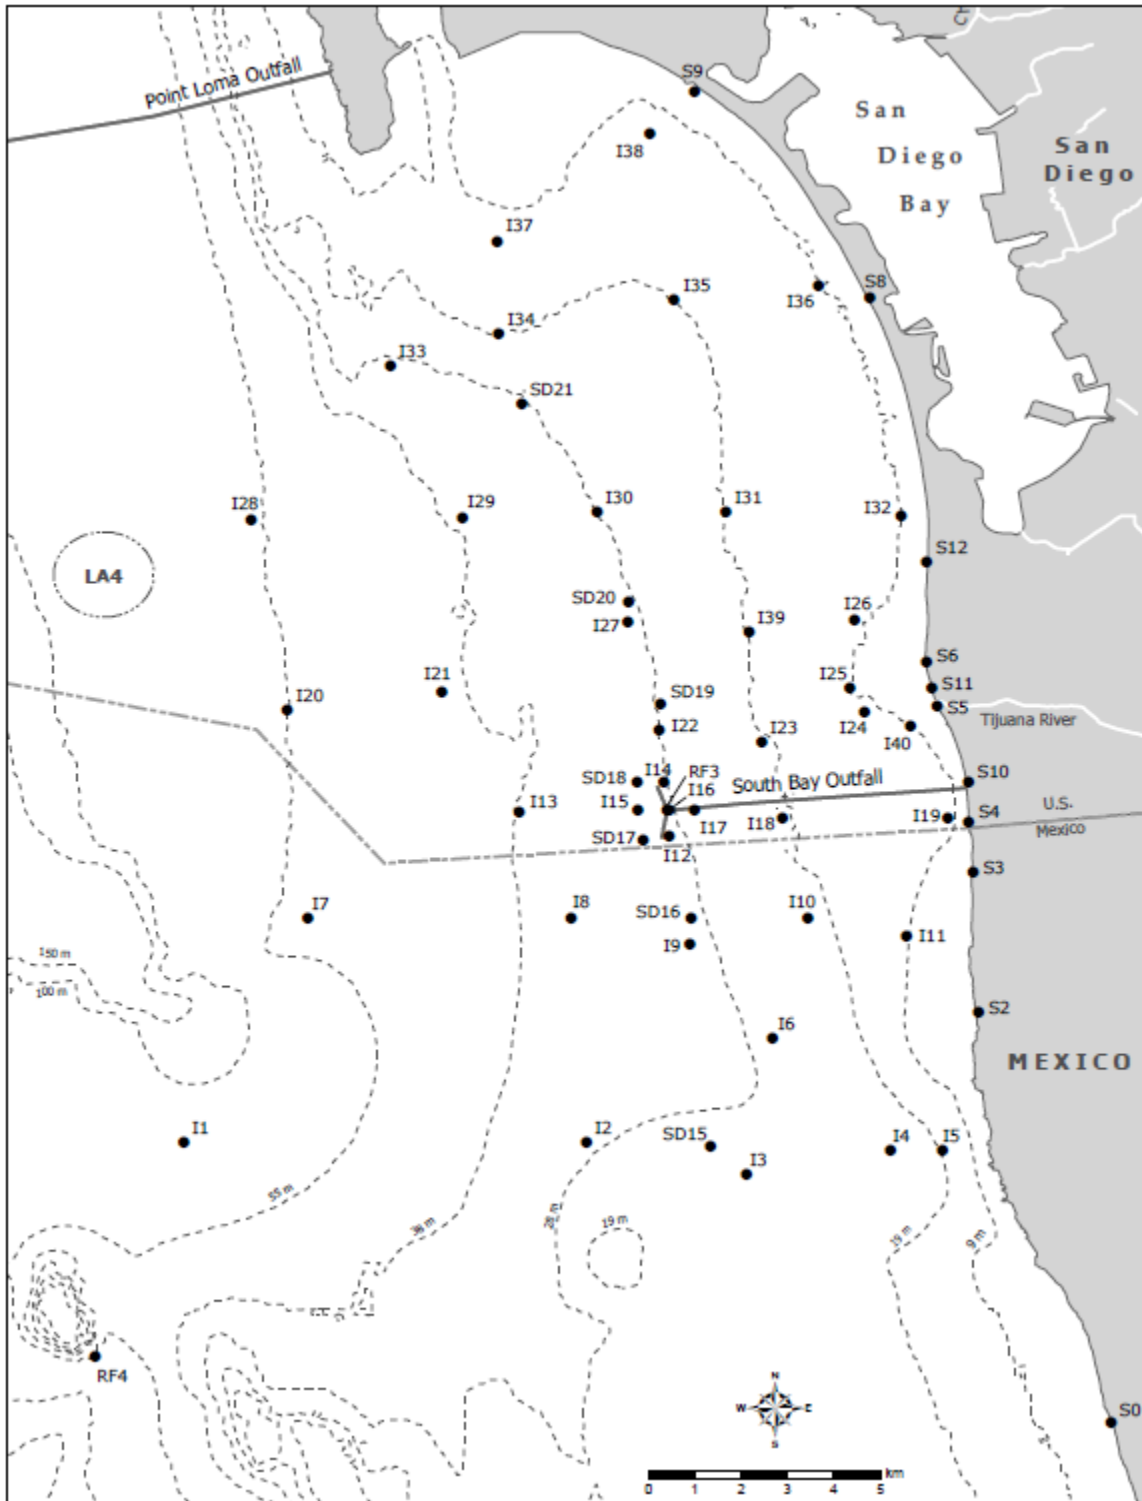 Point Loma Outfall
S9
San
Diego
Bay
San
Diego
I38
I37
S8
I35
I36
I34
I33
SD21
I28
I29
I30
I31
I32
S12
LA4
SD20
I27
I26
I39
S6
I21
I25
S11
I20
SD19
S5
I24
Tijuana River
I22
I23
I40
SD18
I14
RF3
I16
South Bay Outfall
S10
I13
I15
I17
I18
I19
S4
U.S.
Mexico
SD17
I12
S3
I7
I8
SD16
I10
I9
I11
150 m
100 m
S2
I6
MEXICO
I1
I2
SD15
I3
I4
I5
55 m
36 m
28 m
19 m
19 m
9 m
RF4
N
W
E
S
S0
km
0 1 2 3 4 5